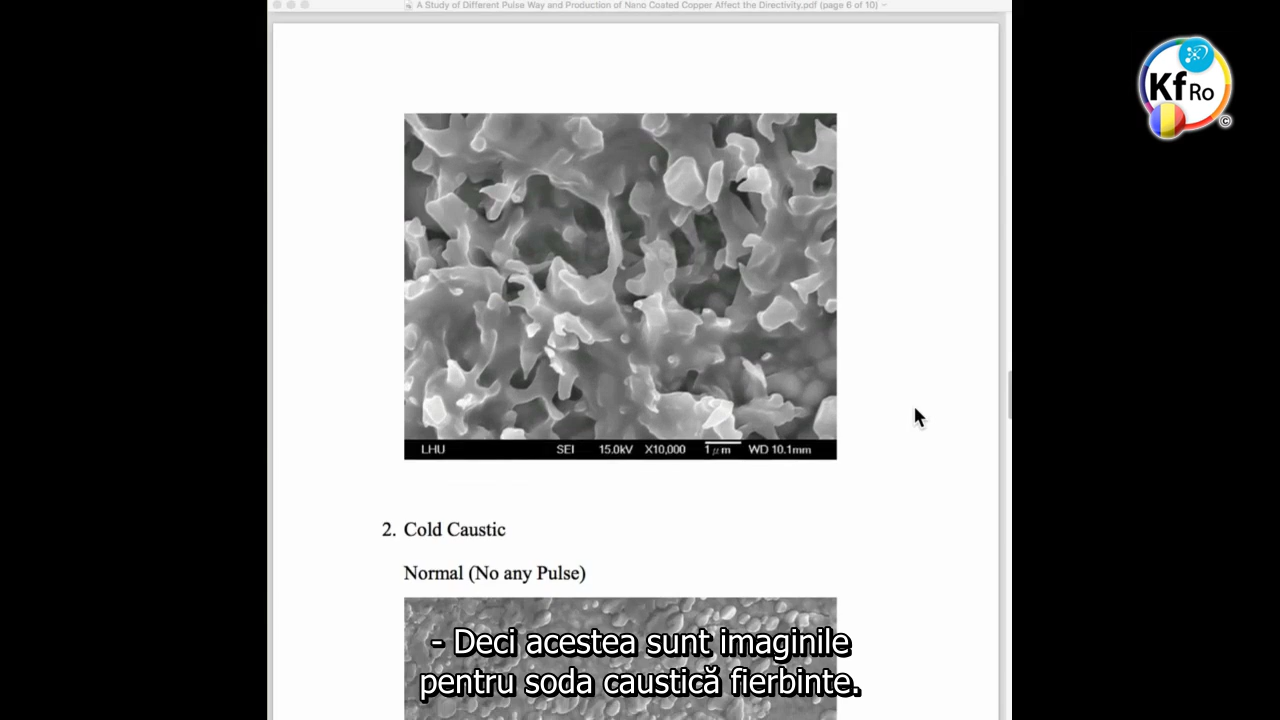 A Study of Different Pulse Way and Production of Nano Coated Copper Affect the Directivity.pdf (page 6 of 10)
Kf Ro
©
LHU SEI 15.0kV X10,000 1μm WD 10.1mm
2. Cold Caustic
Normal (No any Pulse)
- Deci acestea sunt imaginile
pentru soda caustică fierbinte.